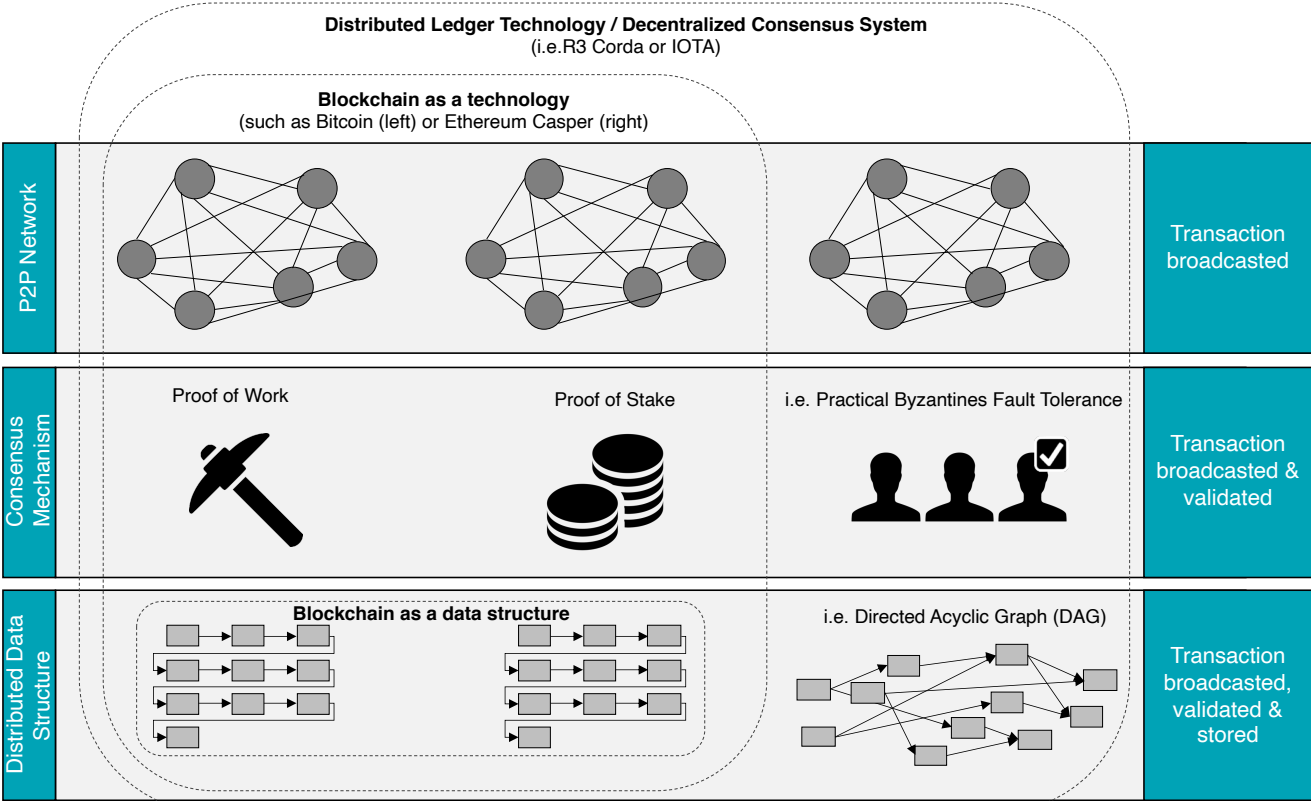 Distributed Ledger Technology / Decentralized Consensus System
(i.e.R3 Corda or IOTA)
Blockchain as a technology
(such as Bitcoin (left) or Ethereum Casper (right)
P2P Network
Transaction
broadcasted
Consensus
Mechanism
Proof of Work
Proof of Stake
i.e. Practical Byzantines Fault Tolerance
Transaction
broadcasted &
validated
Distributed Data
Structure
Blockchain as a data structure
i.e. Directed Acyclic Graph (DAG)
Transaction
broadcasted,
validated &
stored